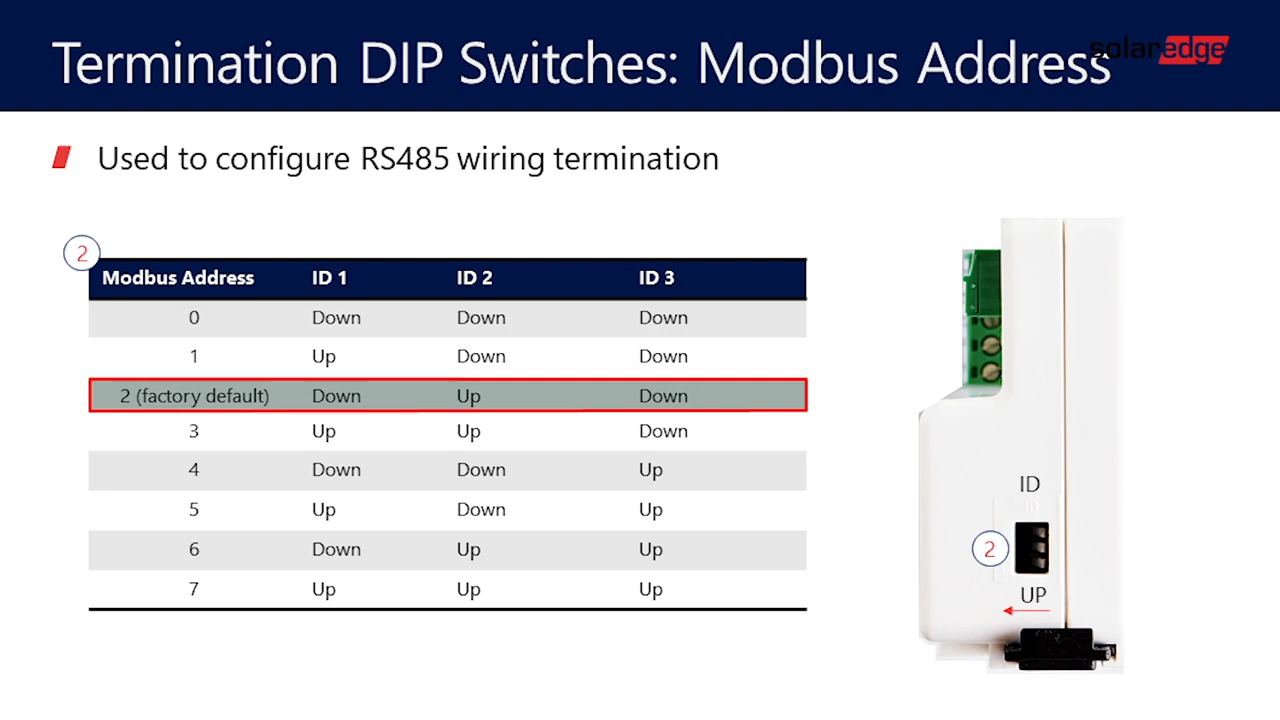 Termination DIP Switches: Modbus Address
solaredge
Used to configure RS485 wiring termination
2
Modbus Address ID 1 ID 2 ID 3
0 Down Down Down
1 Up Down Down
2 (factory default) Down Up Down
3 Up Up Down
4 Down Down Up
5 Up Down Up
6 Down Up Up
7 Up Up Up
ID
2
UP